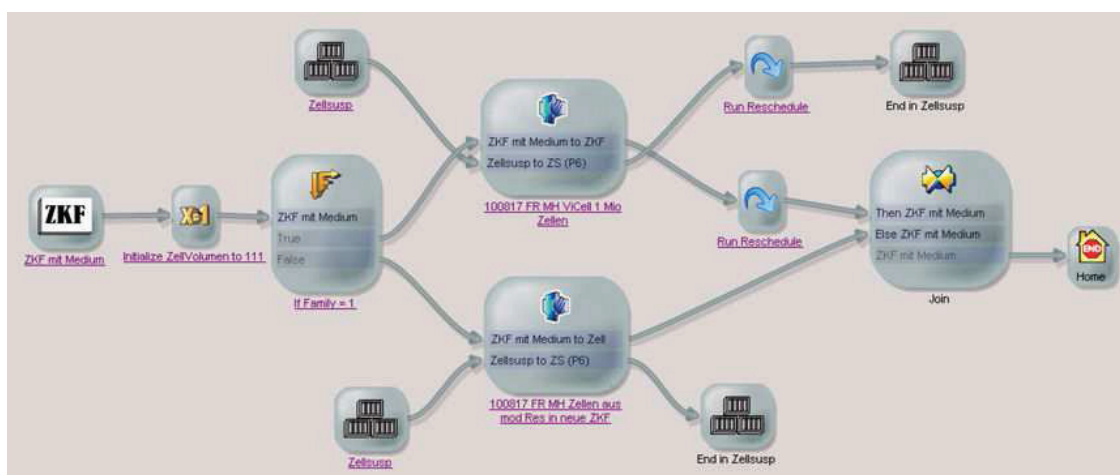 Zellsusp
Run Reschedule
End in Zellsusp
ZKF mit Medium to ZKF
Zellsusp to ZS (P6)
100817 FR MH ViCell 1 Mio
Zellen
ZKF
ZKF mit Medium
Initialize ZellVolumen to 111
ZKF mit Medium
True
False
If Family = 1
Run Reschedule
Then ZKF mit Medium
Else ZKF mit Medium
ZKF mit Medium
Join
END
Home
ZKF mit Medium to Zell
Zellsusp to ZS (P6)
100817 FR MH Zellen aus
mod Res in neue ZKF
Zellsusp
End in Zellsusp